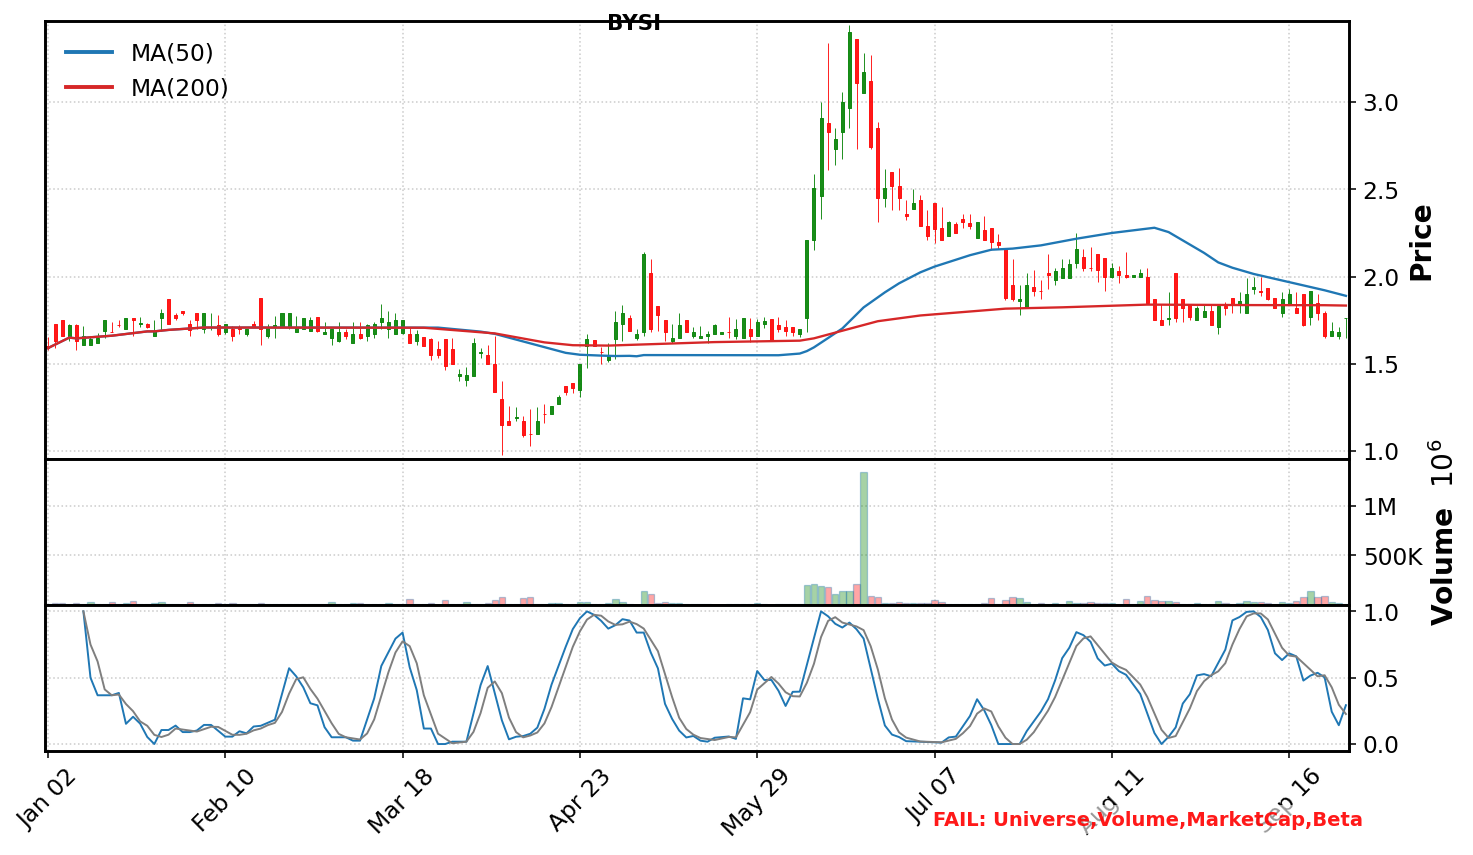 BYSI
MA(50)
MA(200)
3.0
2.5
2.0
1.5
1.0
Price
1M
500K
Volume 10^6
1.0
0.5
0.0
Jan 02
Feb 10
Mar 18
Apr 23
May 29
Jul 07
Aug 11
Sep 16
FAIL: Universe,Volume,MarketCap,Beta